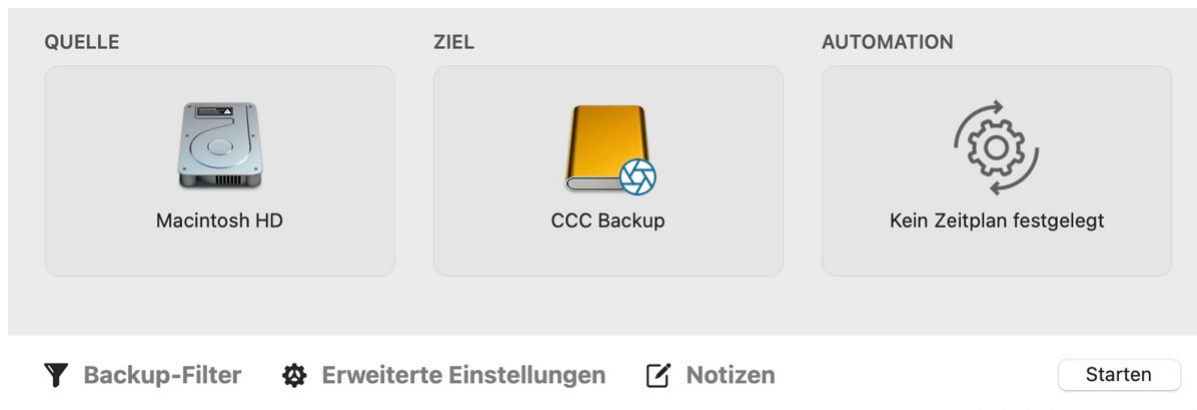 QUELLE
ZIEL
AUTOMATION
Macintosh HD
CCC Backup
Kein Zeitplan festgelegt
Backup-Filter
Erweiterte Einstellungen
Notizen
Starten